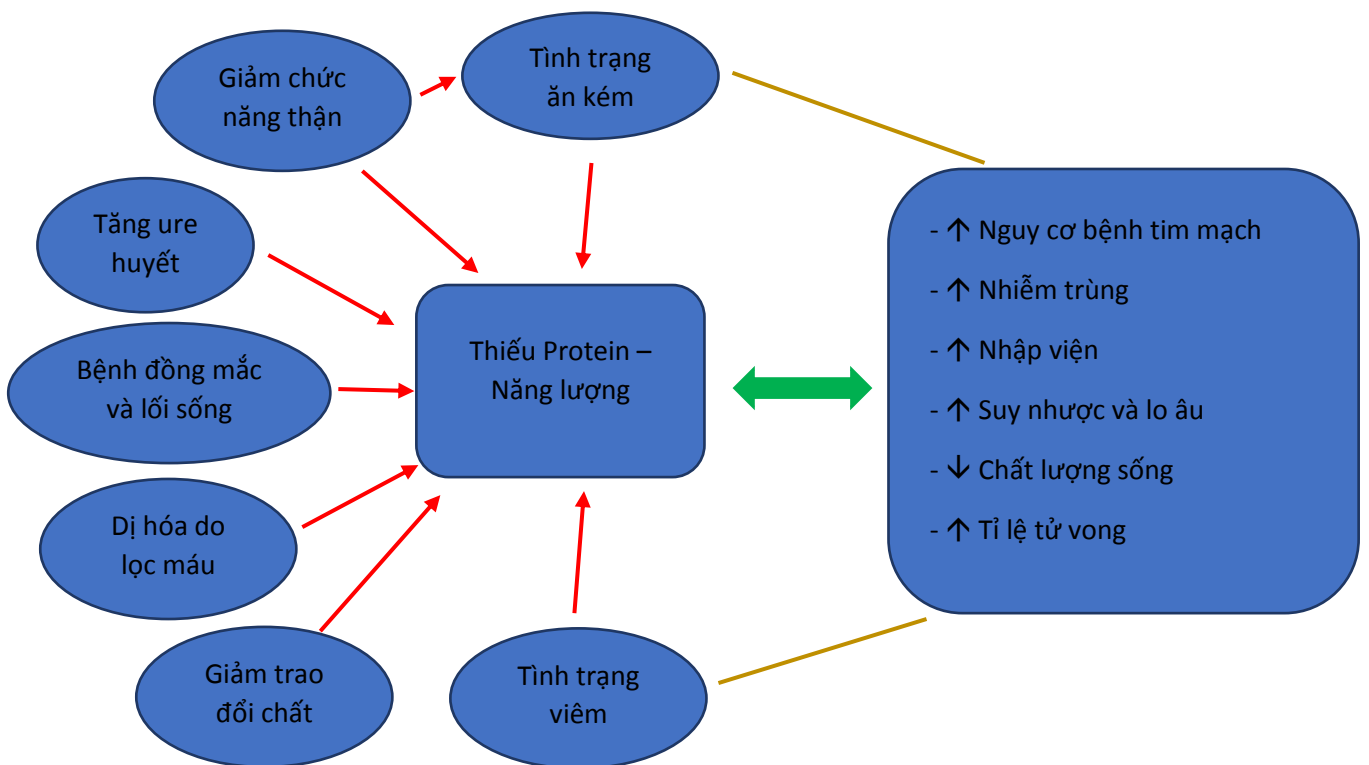 Giảm chức
năng thận
Tình trạng
ăn kém
Tăng ure
huyết
Bệnh đồng mắc
và lối sống
Dị hóa do
lọc máu
Giảm trao
đổi chất
Tình trạng
viêm
Thiếu Protein –
Năng lượng
- ↑ Nguy cơ bệnh tim mạch
- ↑ Nhiễm trùng
- ↑ Nhập viện
- ↑ Suy nhược và lo âu
- ↓ Chất lượng sống
- ↑ Tỉ lệ tử vong